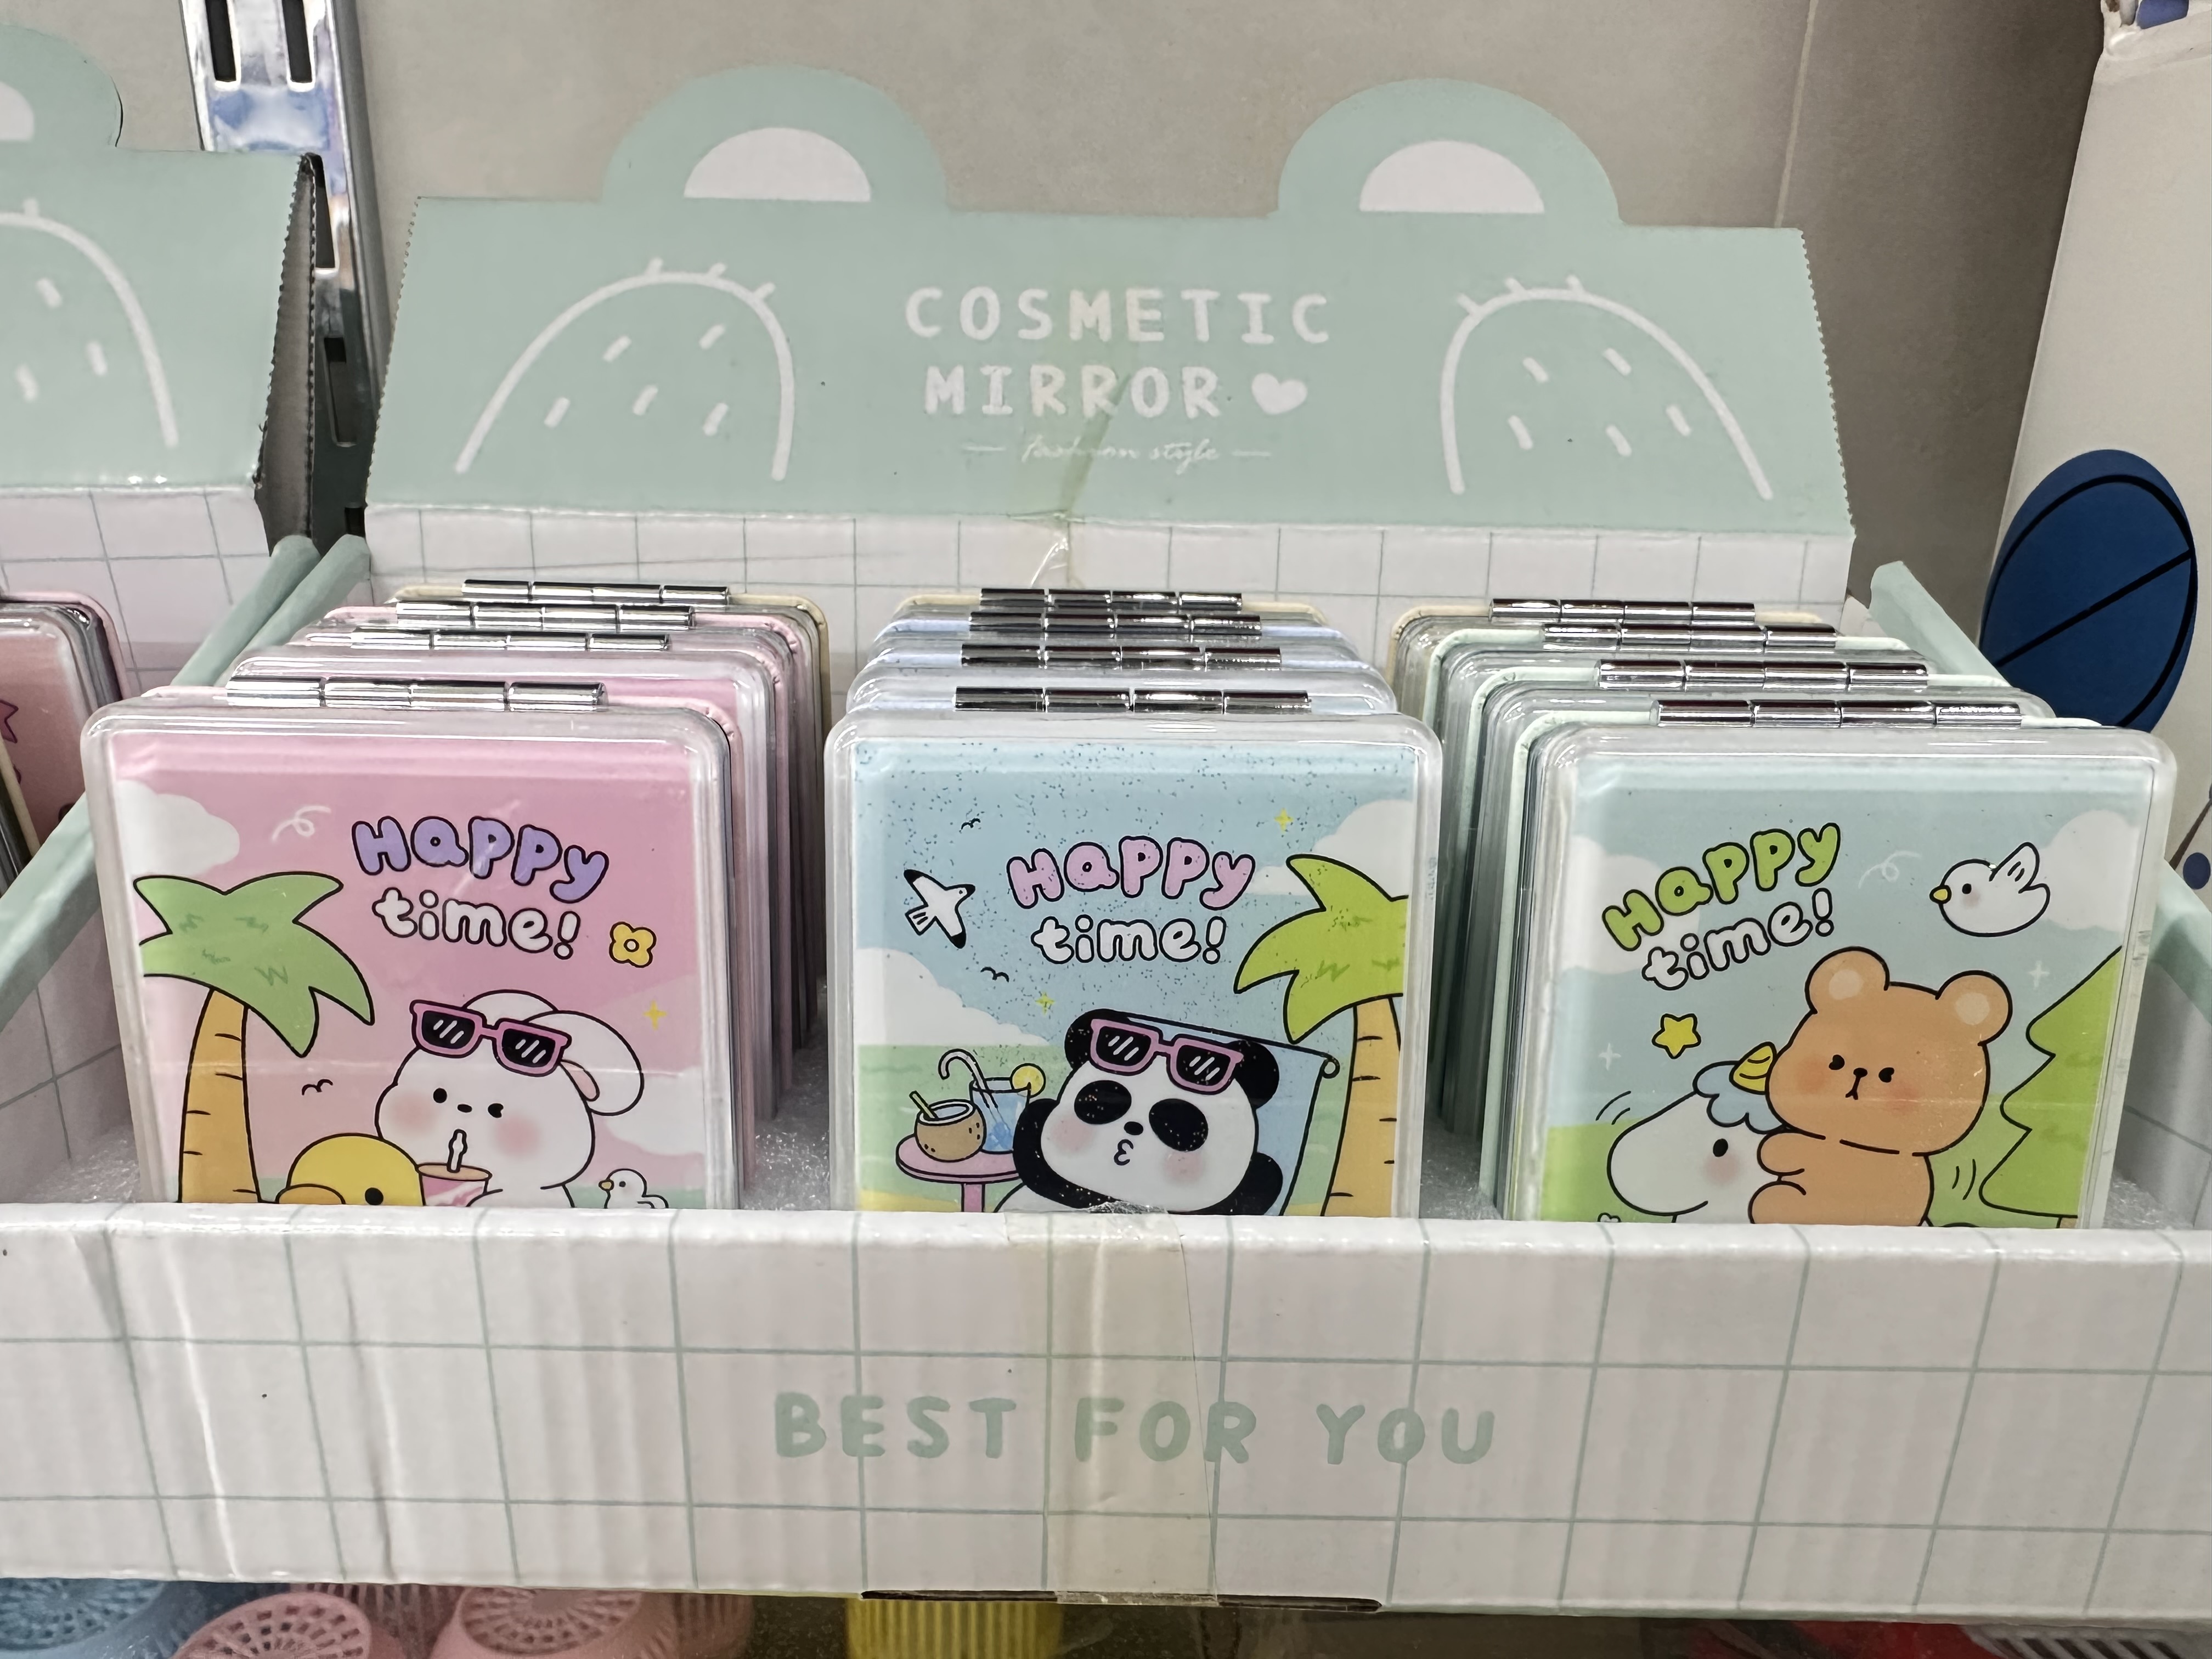 COSMETIC
MIRROR
fashion style
Happy
time!
Happy
time!
Happy
time!
BEST FOR YOU